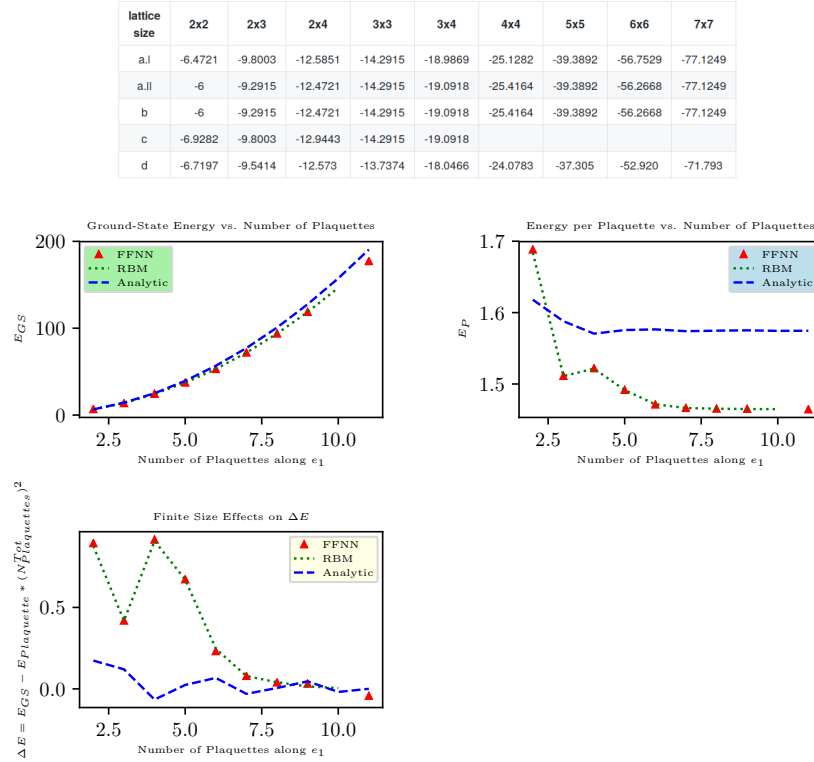 lattice size 2x2 2x3 2x4 3x3 3x4 4x4 5x5 6x6 7x7
a.I -6.4721 -9.8003 -12.5851 -14.2915 -18.9869 -25.1282 -39.3892 -56.7529 -77.1249
a.II -6 -9.2915 -12.4721 -14.2915 -19.0918 -25.4164 -39.3892 -56.2668 -77.1249
b -6 -9.2915 -12.4721 -14.2915 -19.0918 -25.4164 -39.3892 -56.2668 -77.1249
c -6.9282 -9.8003 -12.9443 -14.2915 -19.0918
d -6.7197 -9.5414 -12.573 -13.7374 -18.0466 -24.0783 -37.305 -52.920 -71.793
Ground-State Energy vs. Number of Plaquettes
200
100
0
E_{GS}
FFNN
RBM
Analytic
2.5 5.0 7.5 10.0
Number of Plaquettes along e_1
Energy per Plaquette vs. Number of Plaquettes
1.7
1.6
1.5
E_P
FFNN
RBM
Analytic
2.5 5.0 7.5 10.0
Number of Plaquettes along e_1
Finite Size Effects on ΔE
ΔE = E_{GS} − E_{Plaquette} * (N_{Plaquettes}^{Tot})^2
0.5
0.0
FFNN
RBM
Analytic
2.5 5.0 7.5 10.0
Number of Plaquettes along e_1